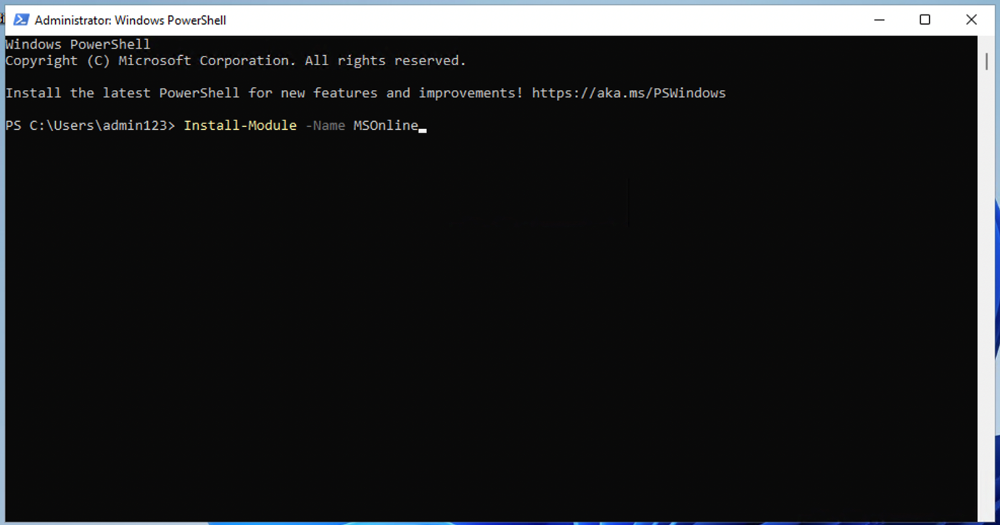 Administrator: Windows PowerShell
Windows PowerShell
Copyright (C) Microsoft Corporation. All rights reserved.
Install the latest PowerShell for new features and improvements! https://aka.ms/PSWindows
PS C:\Users\admin123> Install-Module -Name MSOnline